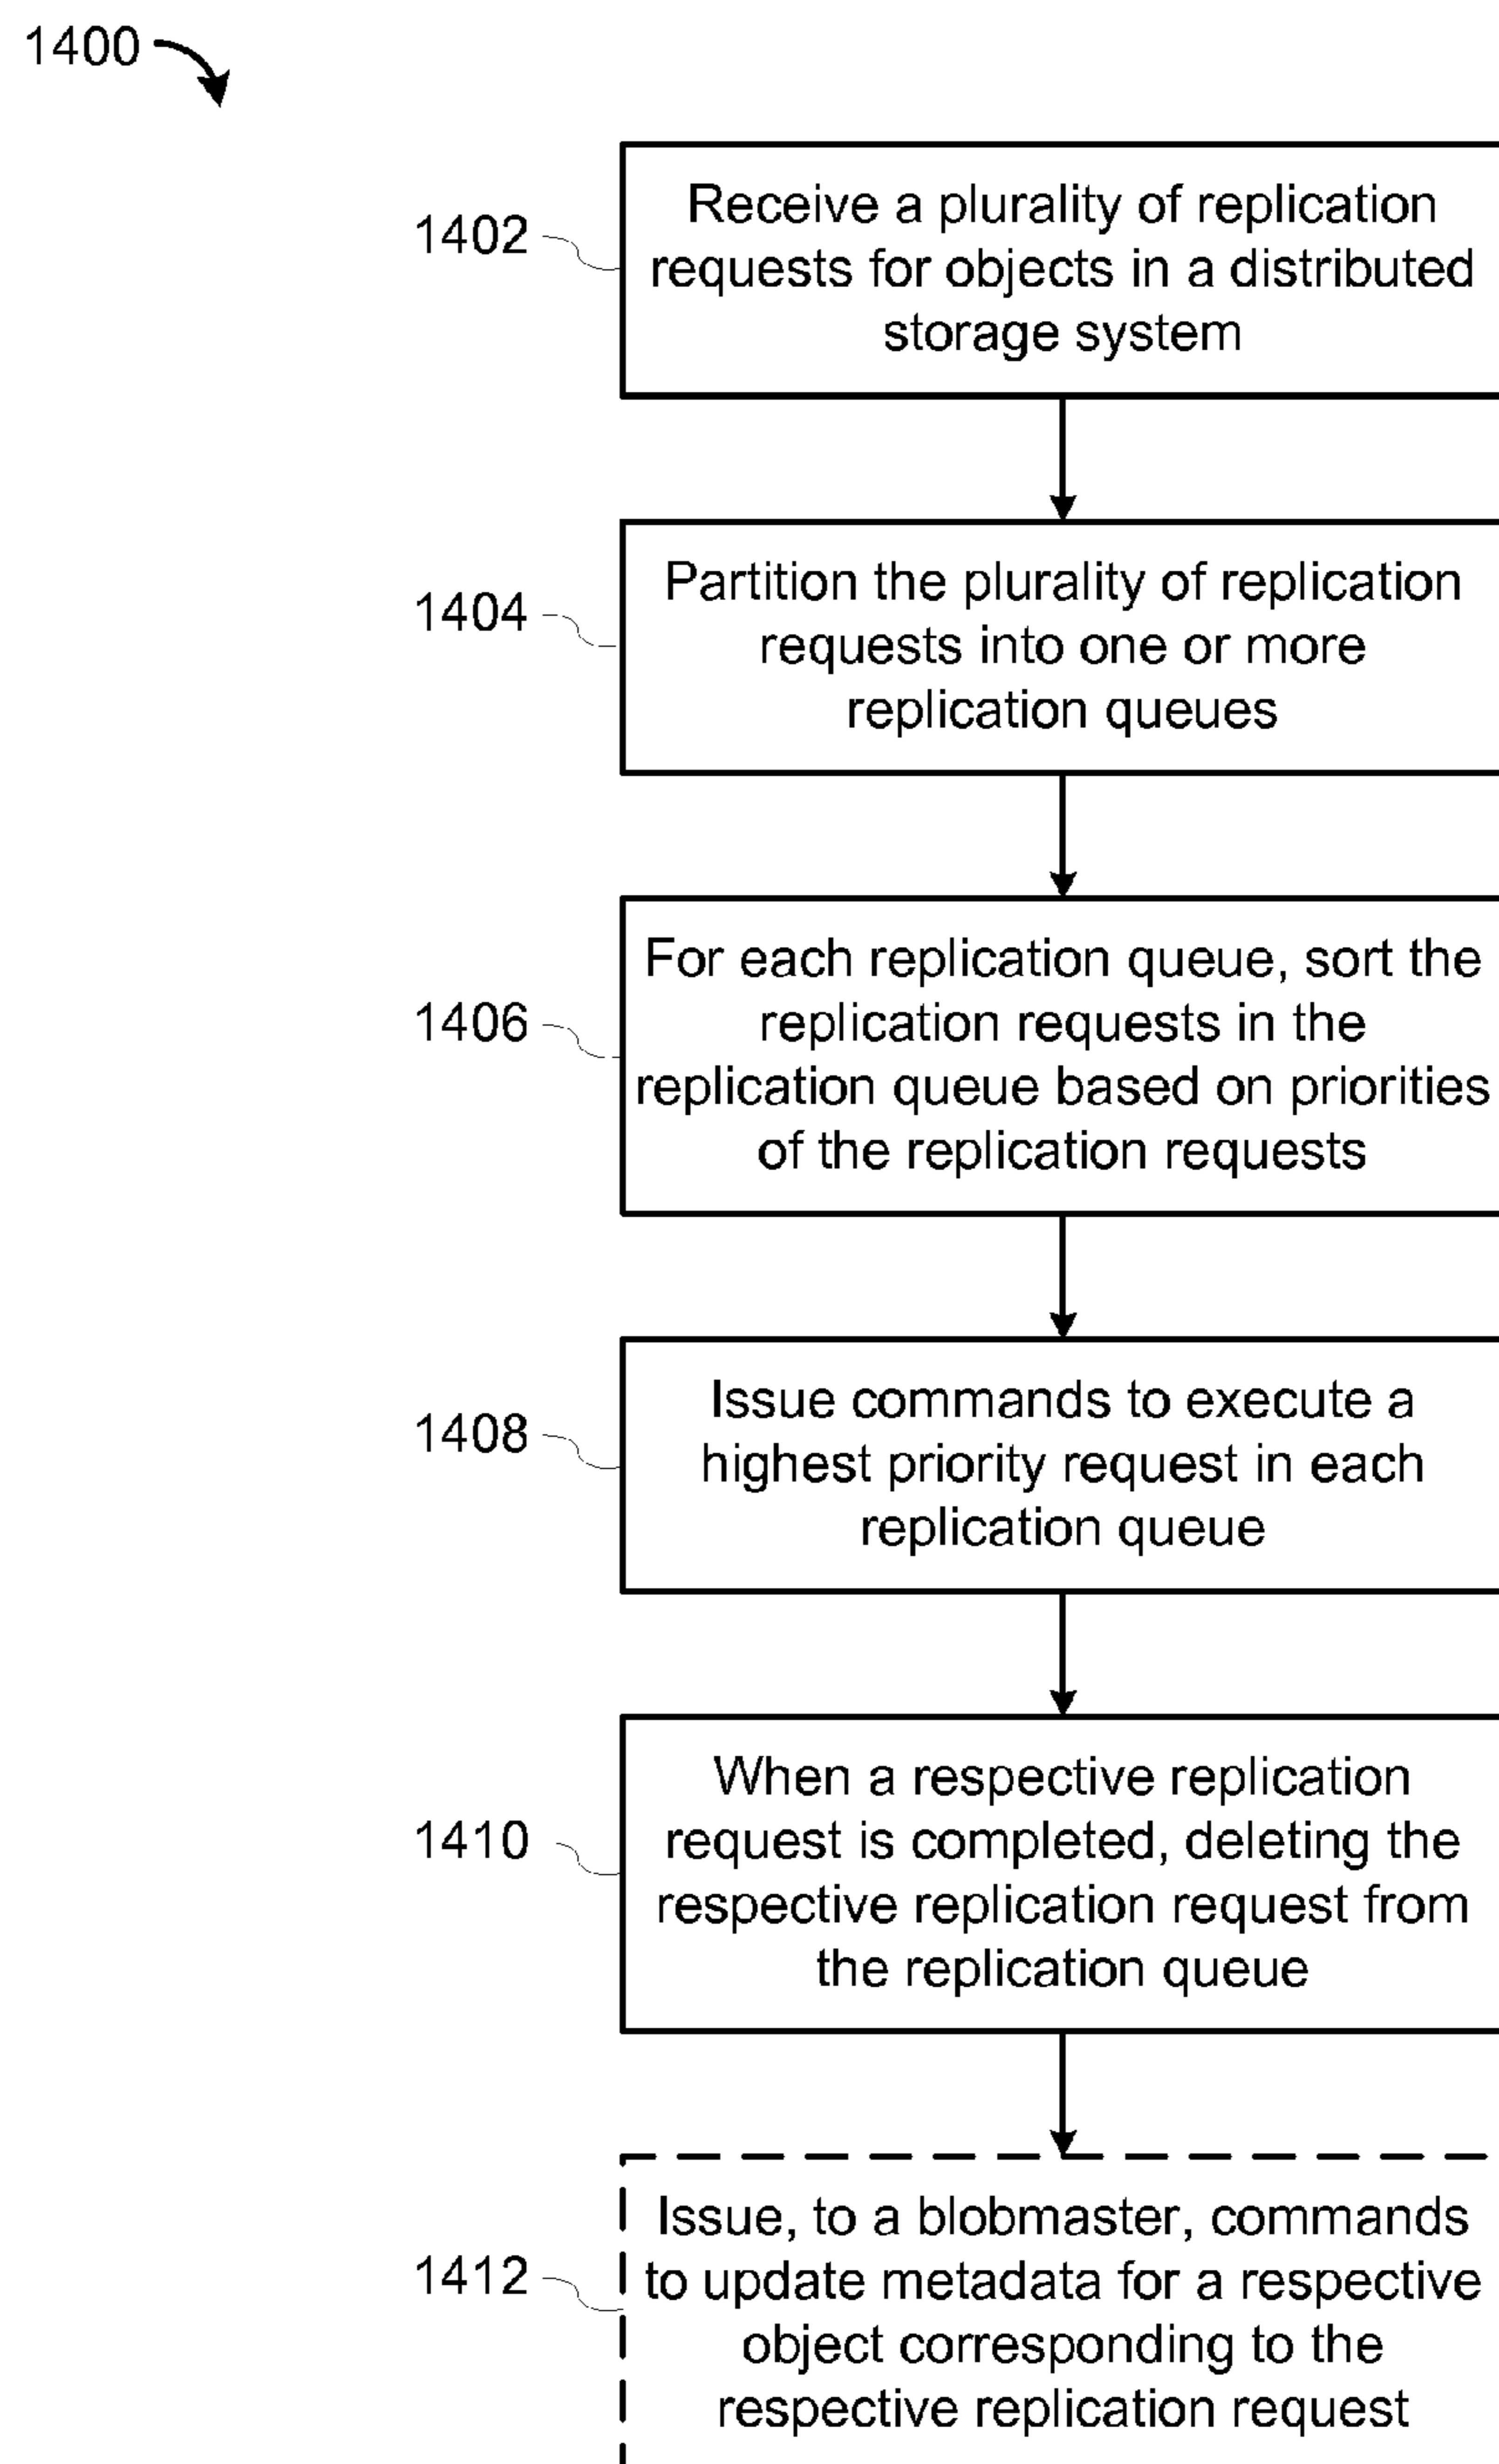 1400
1402
Receive a plurality of replication
requests for objects in a distributed
storage system
1404
Partition the plurality of replication
requests into one or more
replication queues
1406
For each replication queue, sort the
replication requests in the
replication queue based on priorities
of the replication requests
1408
Issue commands to execute a
highest priority request in each
replication queue
1410
When a respective replication
request is completed, deleting the
respective replication request from
the replication queue
1412
Issue, to a blobmaster, commands
to update metadata for a respective
object corresponding to the
respective replication request